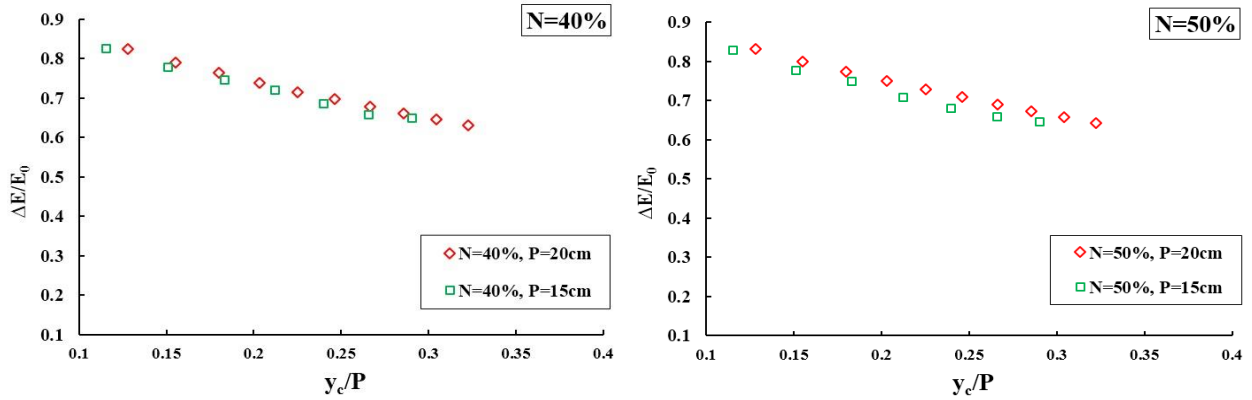 N=40%
0.9
0.8
0.7
0.6
0.5
0.4
0.3
0.2
0.1
ΔE/E₀
N=40%, P=20cm
N=40%, P=15cm
0.1 0.15 0.2 0.25 0.3 0.35 0.4
y_c/P
N=50%
0.9
0.8
0.7
0.6
0.5
0.4
0.3
0.2
0.1
ΔE/E₀
N=50%, P=20cm
N=50%, P=15cm
0.1 0.15 0.2 0.25 0.3 0.35 0.4
y_c/P